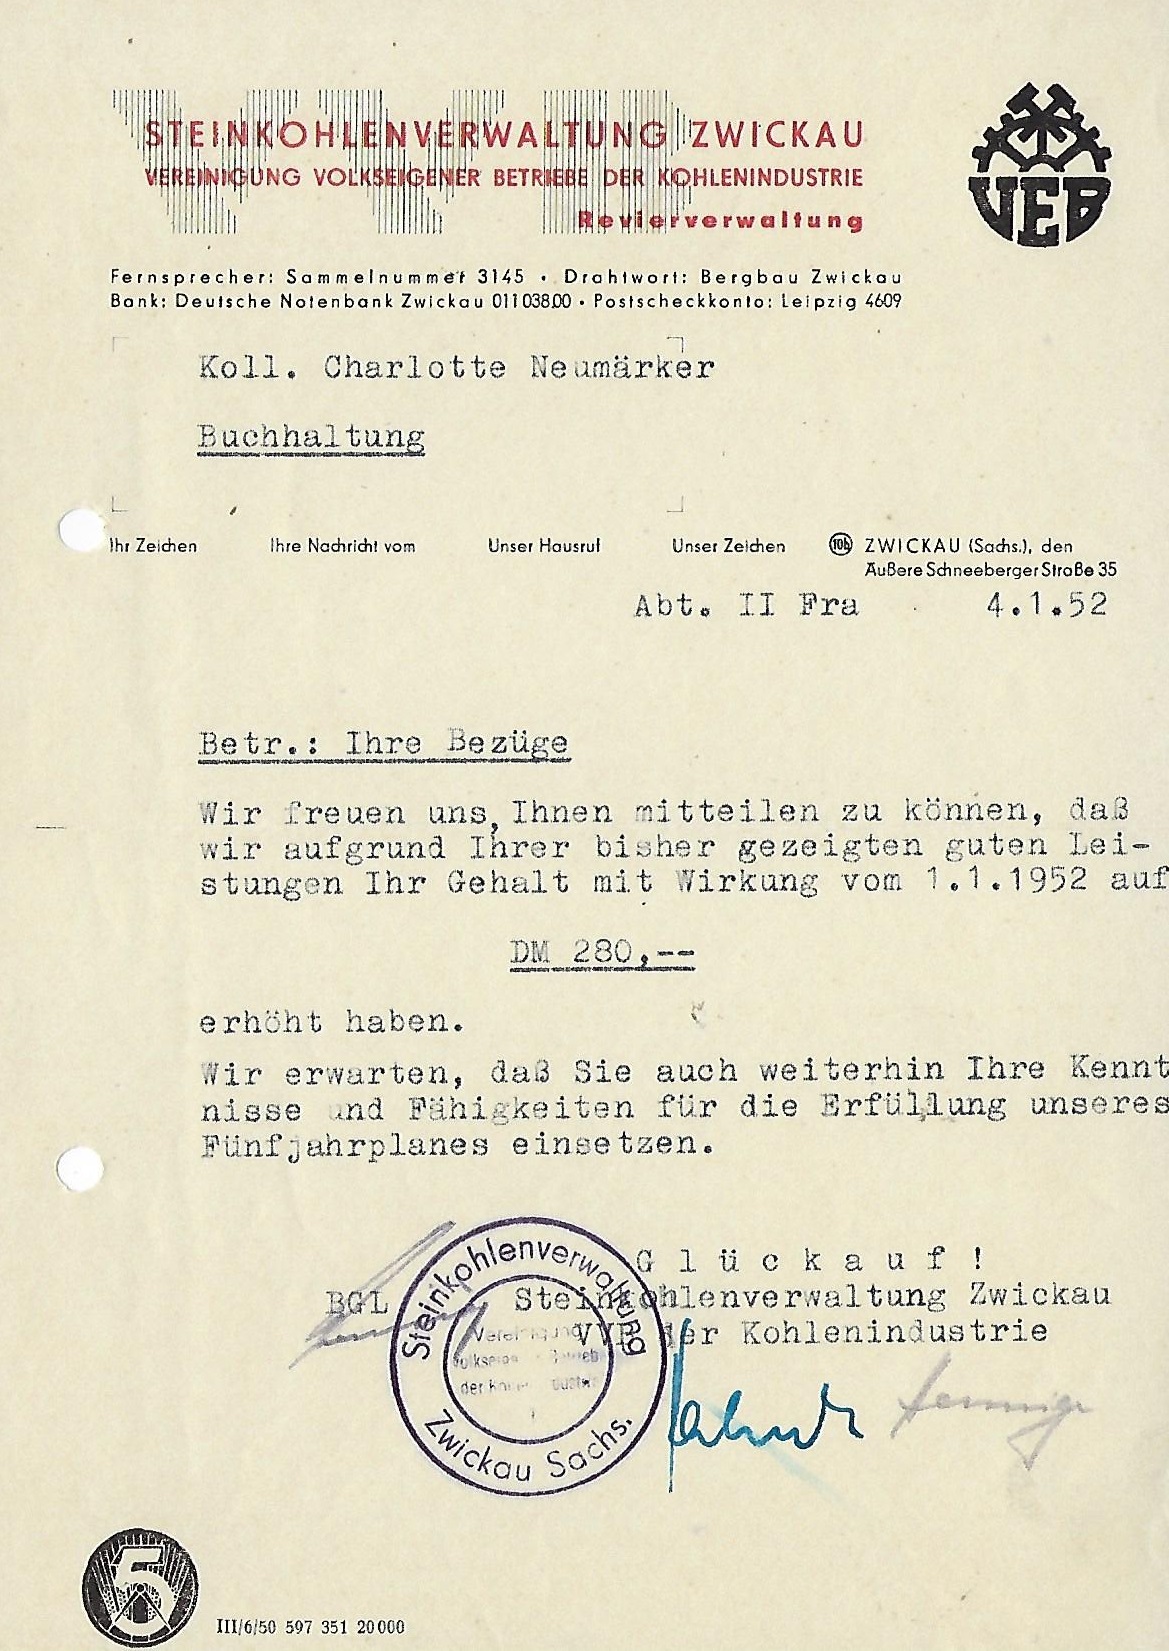 STEINKOHLENVERWALTUNG ZWICKAU
VEREINIGUNG VOLKSEIGENER BETRIEBE DER KOHLENINDUSTRIE
Revierverwaltung
VEB
Fernsprecher: Sammelnummer 3145 • Drahtwort: Bergbau Zwickau
Bank: Deutsche Notenbank Zwickau 01103800 • Postscheckkonto: Leipzig 4609
Koll. Charlotte Neumärker
Buchhaltung
Ihr Zeichen Ihre Nachricht vom Unser Hausruf Unser Zeichen 10b ZWICKAU (Sachs.), den
Äußere Schneeberger Straße 35
Abt. II Fra 4.1.52
Betr.: Ihre Bezüge
Wir freuen uns, Ihnen mitteilen zu können, daß
wir aufgrund Ihrer bisher gezeigten guten Lei-
stungen Ihr Gehalt mit Wirkung vom 1.1.1952 auf
DM 280,--
erhöht haben.
Wir erwarten, daß Sie auch weiterhin Ihre Kennt
nisse und Fähigkeiten für die Erfüllung unseres
Fünfjahrplanes einsetzen.
Glückauf!
BGL Steinkohlenverwaltung Zwickau
VVB der Kohlenindustrie
Steinkohlenverwaltung
Vereinigung
der
Zwickau Sachs.
5
III/6/50 597 351 20000